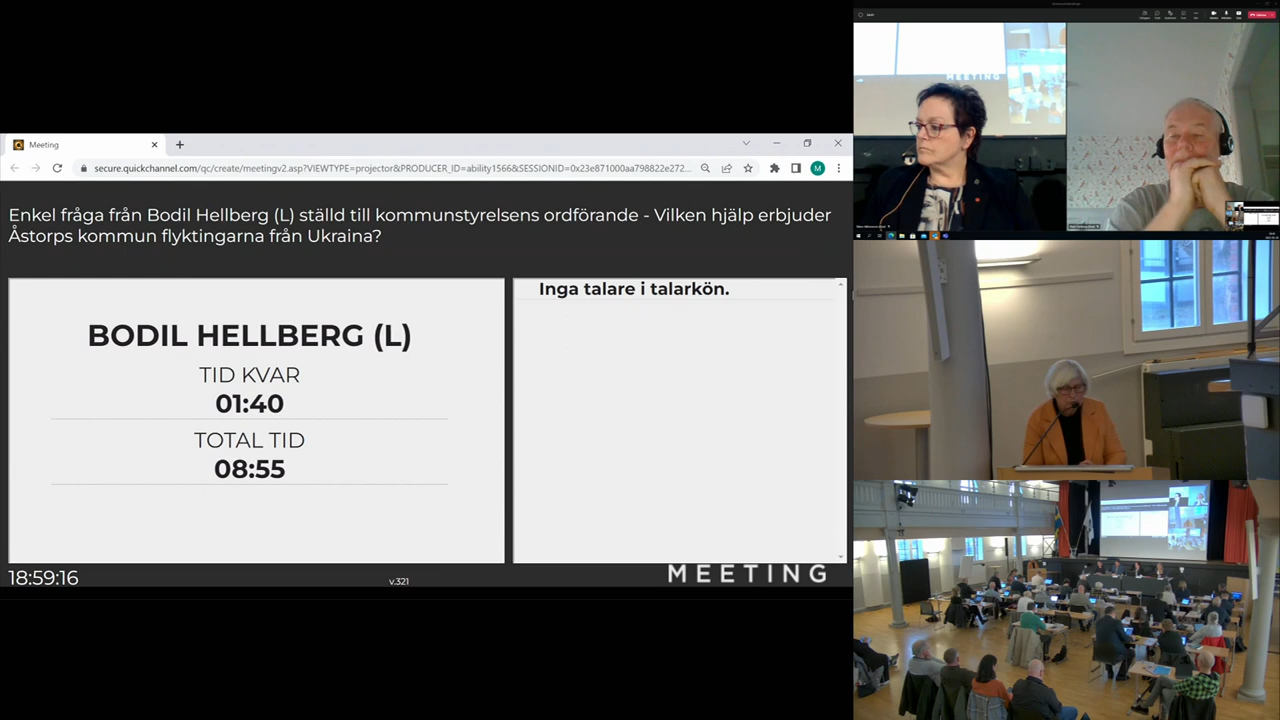 Meeting
secure.quickchannel.com/qc/create/meetingv2.asp?VIEWTYPE=projector&PRODUCER_ID=ability1566&SESSIONID=0x23e871000aa798822e272...
M
Enkel fråga från Bodil Hellberg (L) ställd till kommunstyrelsens ordförande - Vilken hjälp erbjuder
Åstorps kommun flyktingarna från Ukraina?
BODIL HELLBERG (L)
TID KVAR
01:40
TOTAL TID
08:55
Inga talare i talarkön.
18:59:16
v.321
MEETING
MEETING